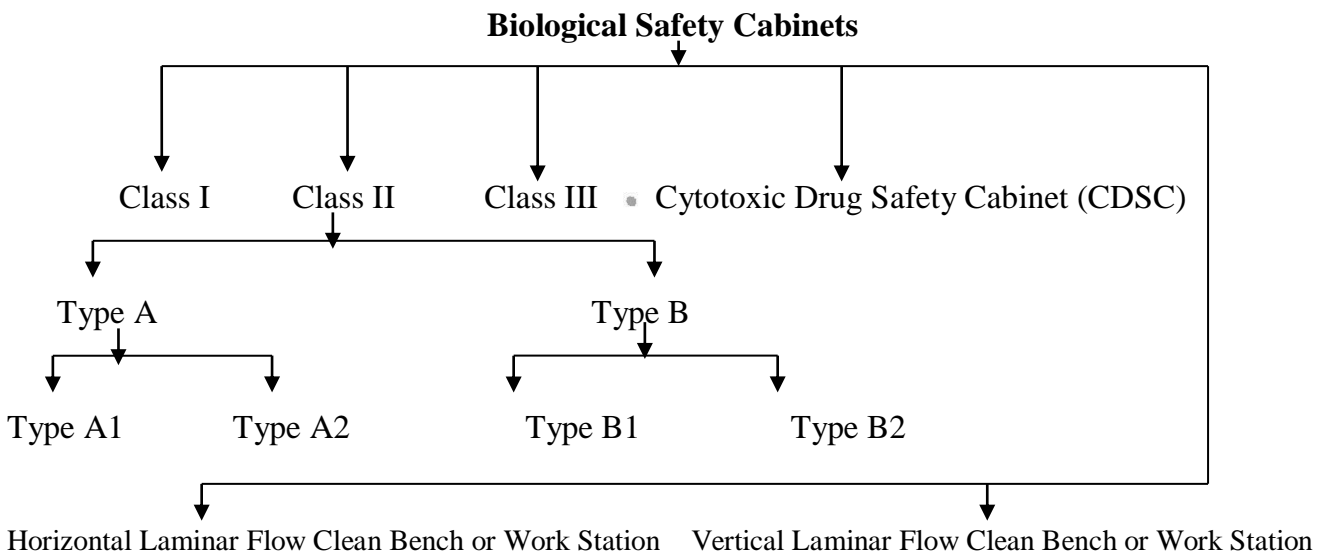 Biological Safety Cabinets
Class I Class II Class III Cytotoxic Drug Safety Cabinet (CDSC)
Type A Type B
Type A1 Type A2 Type B1 Type B2
Horizontal Laminar Flow Clean Bench or Work Station Vertical Laminar Flow Clean Bench or Work Station